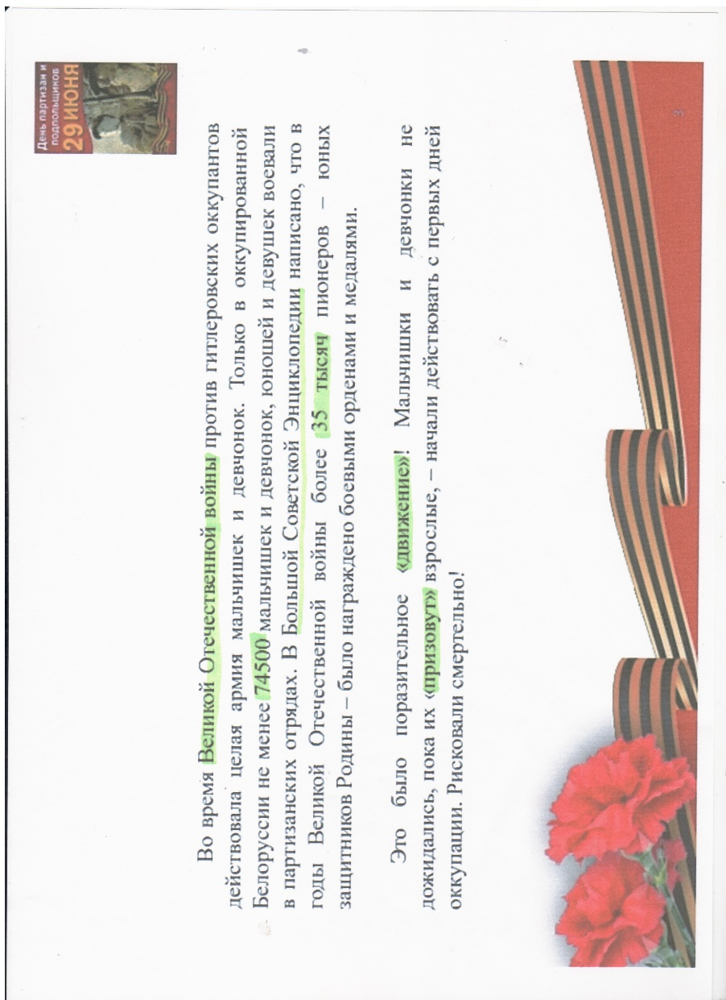 День партизан и
подпольщиков
29 ИЮНЯ
Во время Великой Отечественной войны против гитлеровских оккупантов
действовала целая армия мальчишек и девчонок. Только в оккупированной
Белоруссии не менее 74500 мальчишек и девчонок, юношей и девушек воевали
в партизанских отрядах. В Большой Советской Энциклопедии написано, что в
годы Великой Отечественной войны более 35 тысяч пионеров – юных
защитников Родины – было награждено боевыми орденами и медалями.
Это было поразительное «движение»! Мальчишки и девчонки не
дожидались, пока их «призовут» взрослые, – начали действовать с первых дней
оккупации. Рисковали смертельно!
3